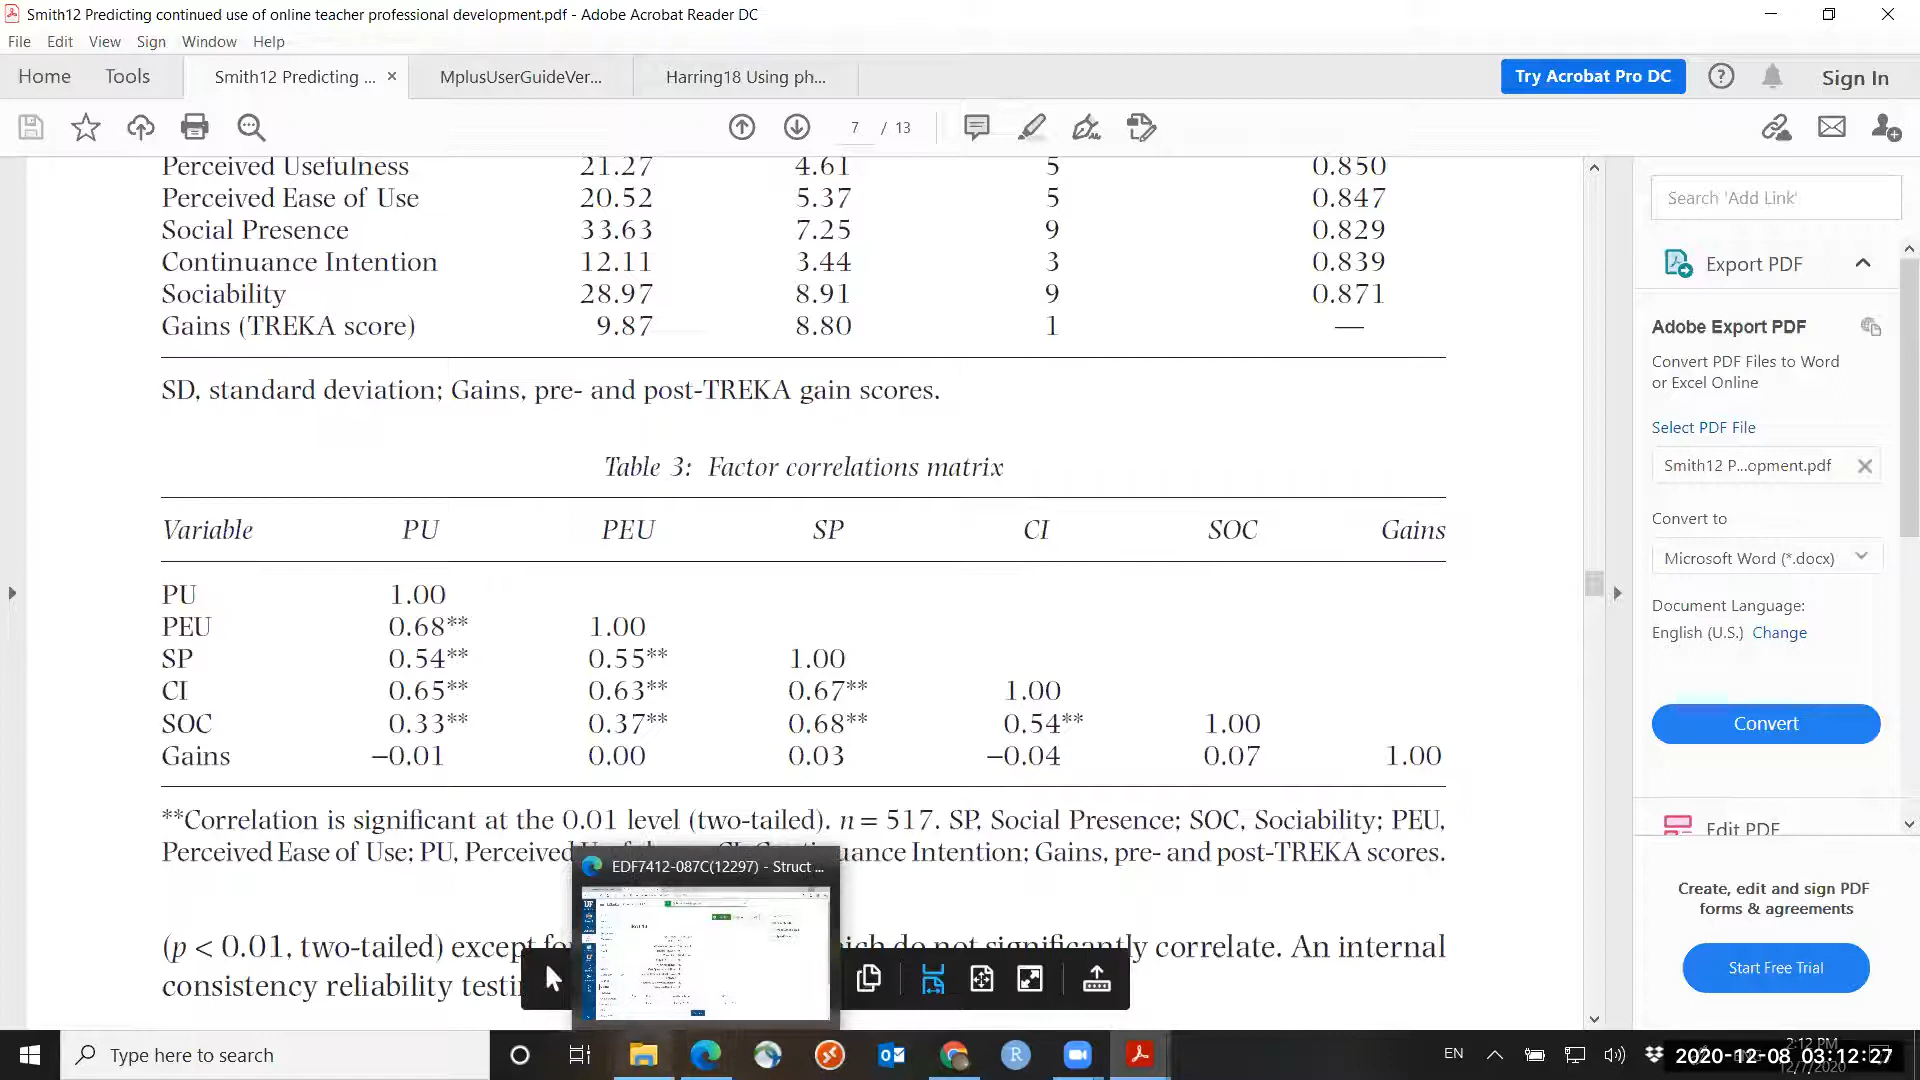 Smith12 Predicting continued use of online teacher professional development.pdf - Adobe Acrobat Reader DC
File Edit View Sign Window Help
Home Tools Smith12 Predicting ... × MplusUserGuideVer... Harring18 Using ph... Try Acrobat Pro DC Sign In
7 / 13
Perceived Usefulness 21.27 4.61 5 0.850
Perceived Ease of Use 20.52 5.37 5 0.847
Social Presence 33.63 7.25 9 0.829
Continuance Intention 12.11 3.44 3 0.839
Sociability 28.97 8.91 9 0.871
Gains (TREKA score) 9.87 8.80 1 —
SD, standard deviation; Gains, pre- and post-TREKA gain scores.
Table 3: Factor correlations matrix
Variable PU PEU SP CI SOC Gains
PU 1.00
PEU 0.68** 1.00
SP 0.54** 0.55** 1.00
CI 0.65** 0.63** 0.67** 1.00
SOC 0.33** 0.37** 0.68** 0.54** 1.00
Gains –0.01 0.00 0.03 –0.04 0.07 1.00
**Correlation is significant at the 0.01 level (two-tailed). n = 517. SP, Social Presence; SOC, Sociability; PEU,
Perceived Ease of Use; PU, Perceived Intention; Gains, pre- and post-TREKA scores.
EDF7412-087C(12297) - Struct ...
(p < 0.01, two-tailed) except do not significantly correlate. An internal
consistency reliability
Search 'Add Link'
Export PDF
Adobe Export PDF
Convert PDF Files to Word
or Excel Online
Select PDF File
Smith12 P...opment.pdf
Convert to
Microsoft Word (*.docx)
Document Language:
English (U.S.) Change
Convert
Edit PDF
Create, edit and sign PDF
forms & agreements
Start Free Trial
Type here to search
EN
2:12 PM
12/7/2020
2020-12-08 03:12:27